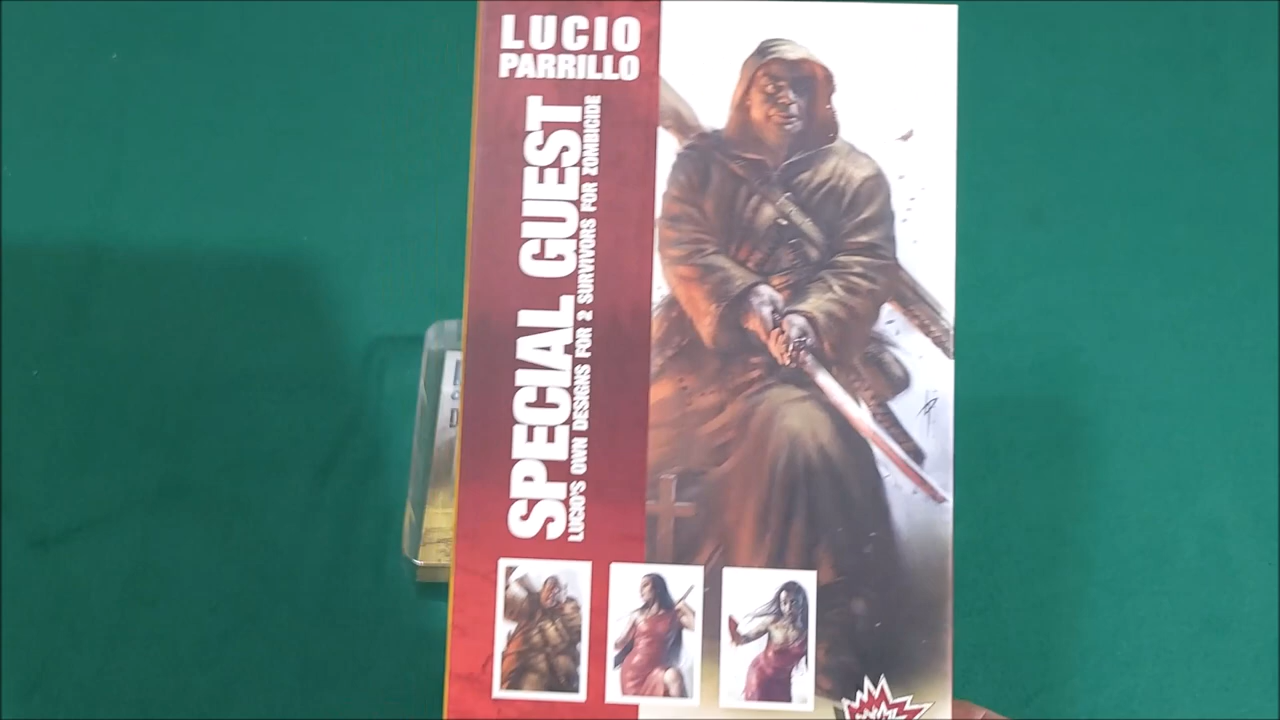 LUCIO
PARRILLO
SPECIAL GUEST
LUCIO'S OWN DESIGNS FOR 2 SURVIVORS FOR ZOMBICIDE